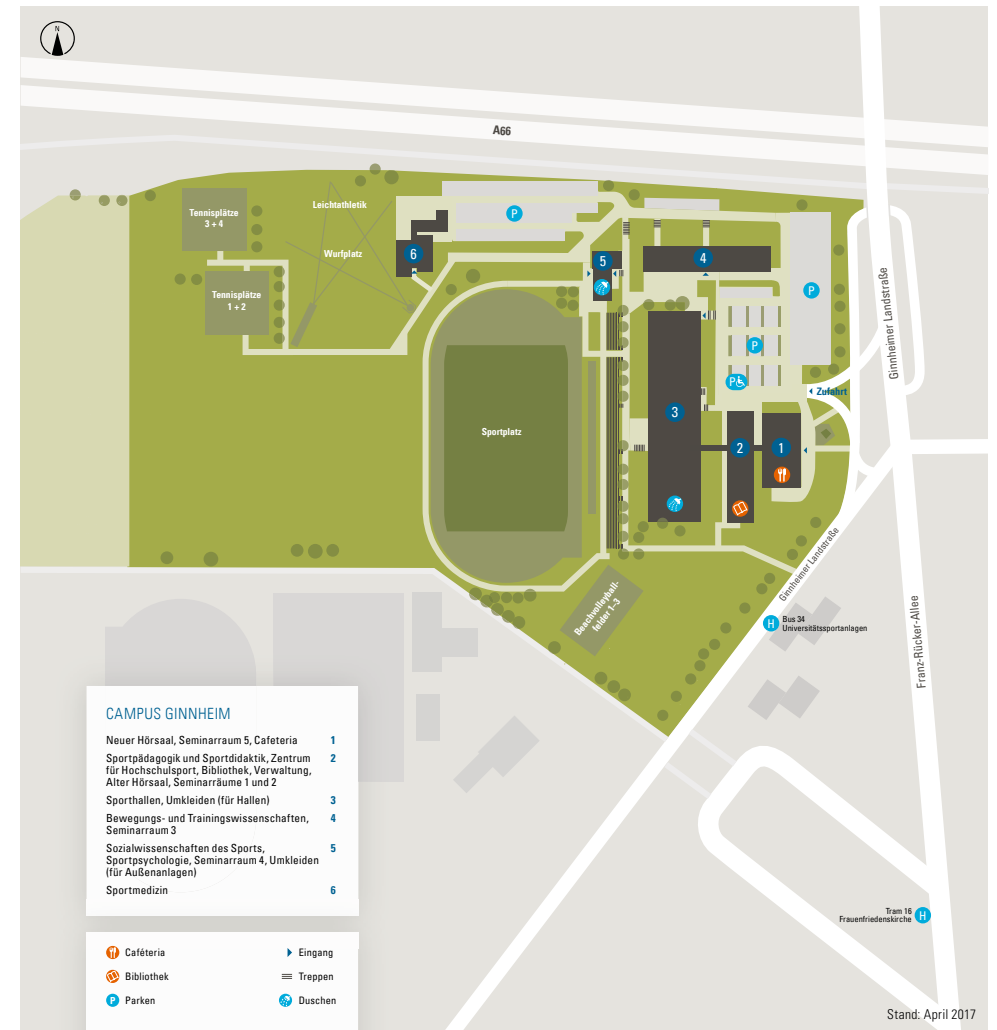 N
A66
Tennisplätze
3 + 4
Leichtathletik
Wurfplatz
Tennisplätze
1 + 2
P
6
5
4
P
P
P
Ginnheimer Landstraße
Zufahrt
Sportplatz
3
2
1
Ginnheimer Landstraße
Beachvolleyball-
felder 1–3
H
Bus 34
Universitätssportanlagen
Franz-Rücker-Allee
CAMPUS GINNHEIM
Neuer Hörsaal, Seminarraum 5, Cafeteria 1
Sportpädagogik und Sportdidaktik, Zentrum 2
für Hochschulsport, Bibliothek, Verwaltung,
Alter Hörsaal, Seminarräume 1 und 2
Sporthallen, Umkleiden (für Hallen) 3
Bewegungs- und Trainingswissenschaften, 4
Seminarraum 3
Sozialwissenschaften des Sports, 5
Sportpsychologie, Seminarraum 4, Umkleiden
(für Außenanlagen)
Sportmedizin 6
Tram 16
Frauenfriedenskirche
H
Caféteria
Eingang
Bibliothek
Treppen
P Parken
Duschen
Stand: April 2017